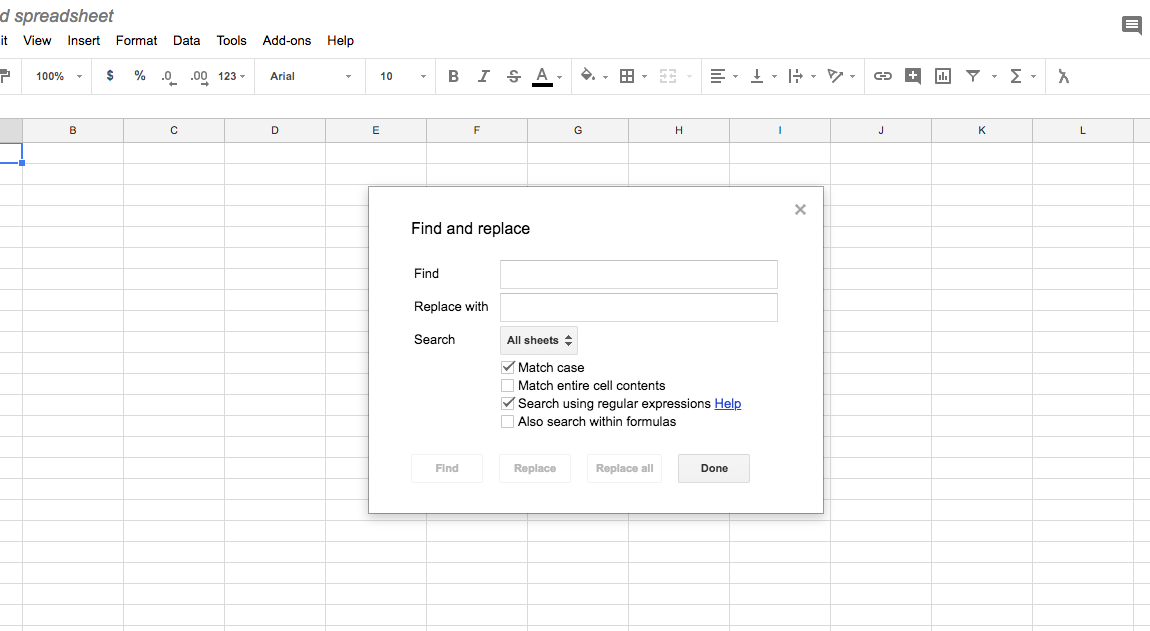 d spreadsheet
it View Insert Format Data Tools Add-ons Help
100% $ % .0 .00 123 Arial 10 B I S A Σ
B C D E F G H I J K L
Find and replace
Find
Replace with
Search All sheets
Match case
Match entire cell contents
Search using regular expressions Help
Also search within formulas
Find Replace Replace all Done